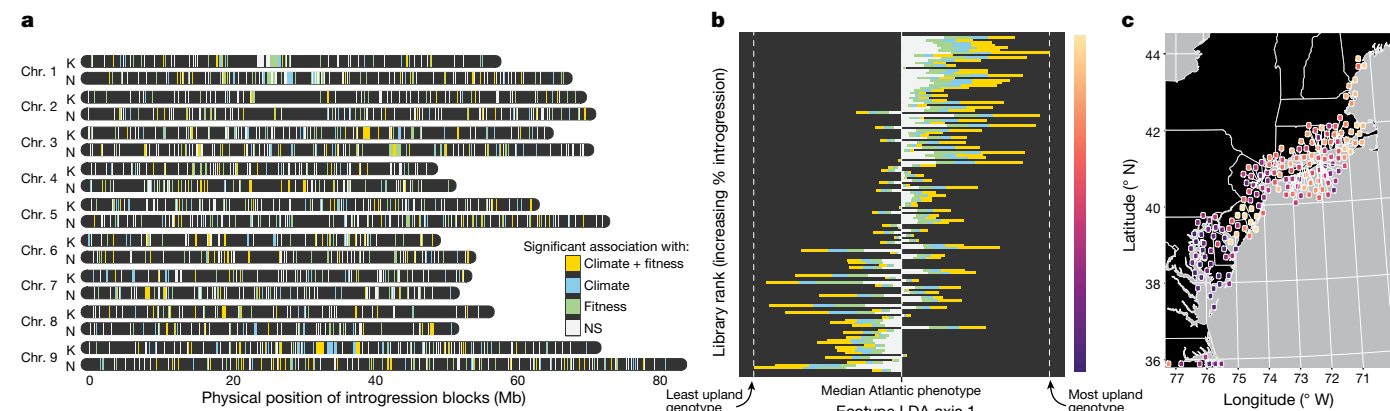 a
K
Chr. 1
N
K
Chr. 2
N
K
Chr. 3
N
K
Chr. 4
N
K
Chr. 5
N
K
Chr. 6
N
K
Chr. 7
N
K
Chr. 8
N
K
Chr. 9
N
Significant association with:
Climate + fitness
Climate
Fitness
NS
0 20 40 60 80
Physical position of introgression blocks (Mb)
b
Library rank (increasing % introgression)
Median Atlantic phenotype
Least upland
genotype
Most upland
genotype
Ecotype LDA axis 1
c
Latitude (° N)
44
42
40
38
36
77 76 75 74 73 72 71
Longitude (° W)